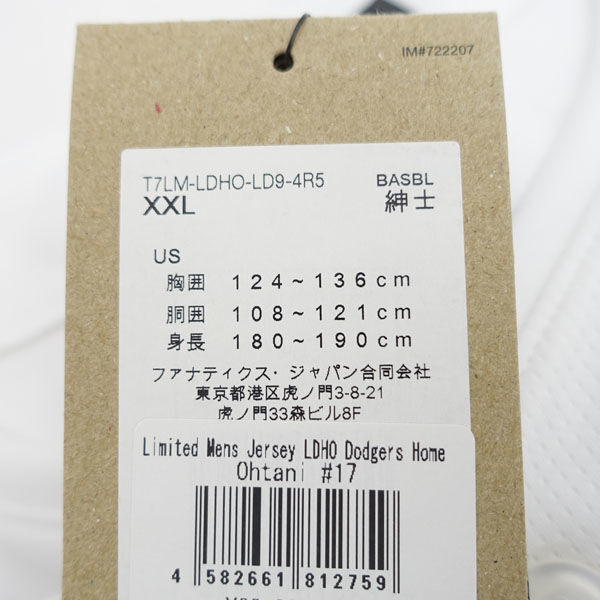 IM#722207
T7LM-LDHO-LD9-4R5 BASBL
XXL 紳士
US
胸囲 124~136cm
胴囲 108~121cm
身長 180~190cm
ファナティクス・ジャパン合同会社
東京都港区虎ノ門3-8-21
虎ノ門33森ビル8F
Limited Mens Jersey LDHO Dodgers Home
Ohtani #17
4 582661 812759